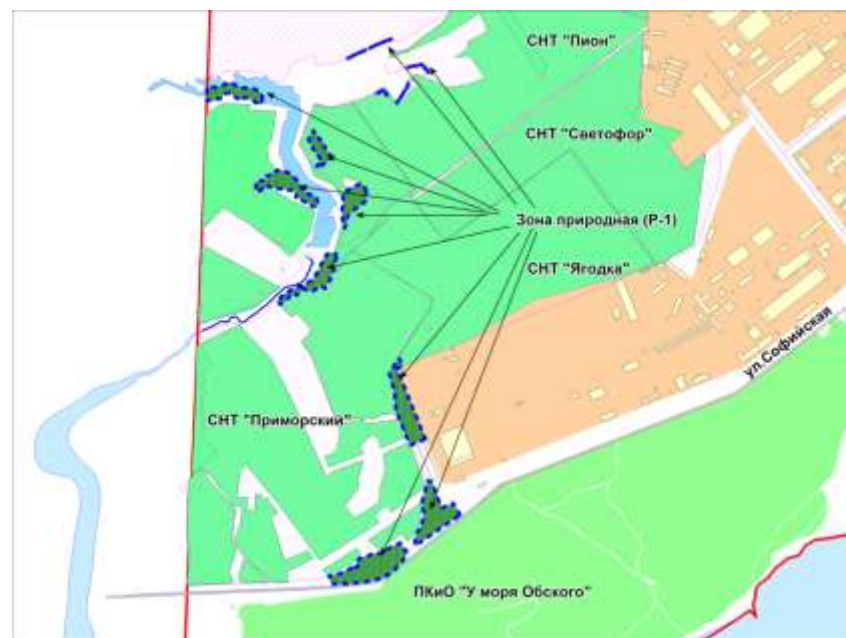 СНТ "Пион"
СНТ "Светофор"
Зона природная (Р-1)
СНТ "Ягодка"
ул.Софийская
СНТ "Приморский"
ПКиО "У моря Обского"